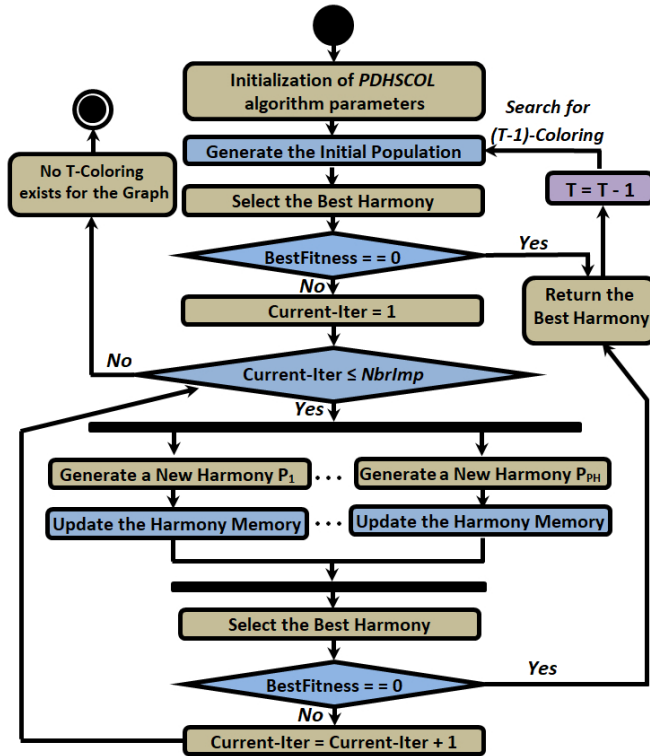 Initialization of PDHSCOL
algorithm parameters
Search for
(T-1)-Coloring
Generate the Initial Population
No T-Coloring
exists for the Graph
T = T - 1
Select the Best Harmony
Yes
BestFitness = = 0
No
Return the
Best Harmony
Current-Iter = 1
No
Current-Iter ≤ NbrImp
Yes
Generate a New Harmony P1 ... Generate a New Harmony PPH
Update the Harmony Memory ... Update the Harmony Memory
Select the Best Harmony
Yes
BestFitness = = 0
No
Current-Iter = Current-Iter + 1